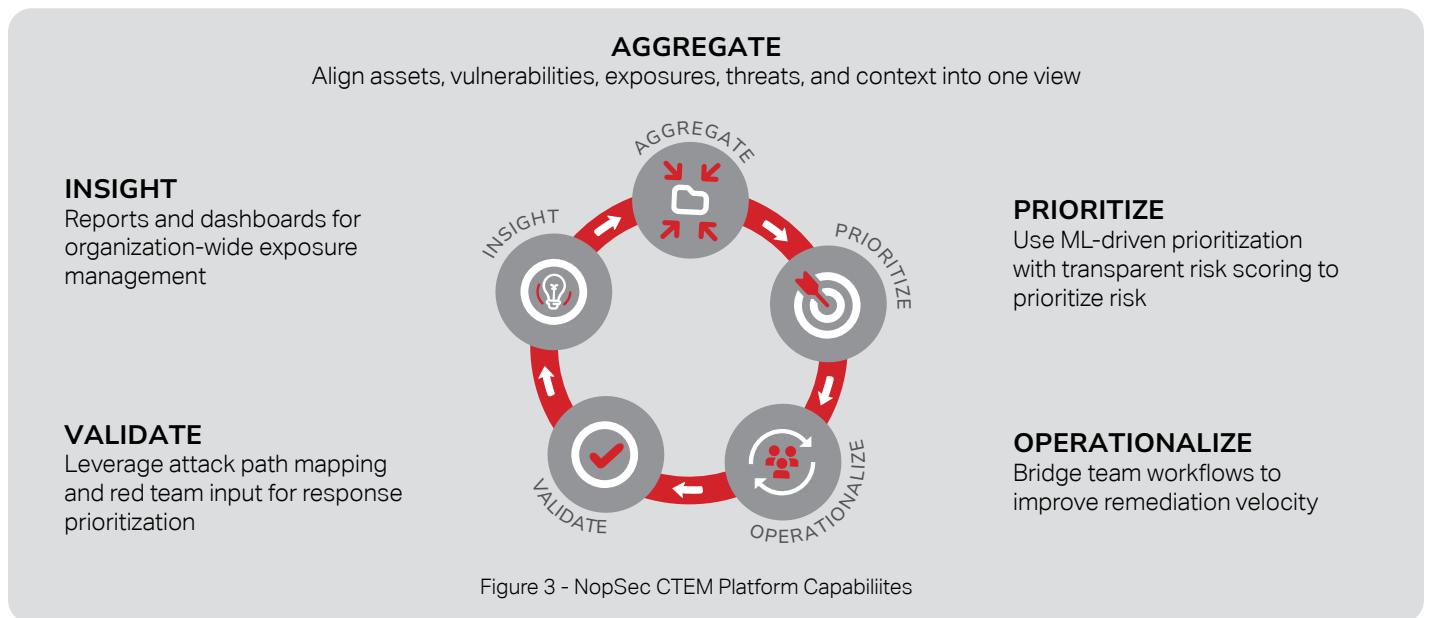 AGGREGATE
Align assets, vulnerabilities, exposures, threats, and context into one view
INSIGHT
Reports and dashboards for
organization-wide exposure
management
PRIORITIZE
Use ML-driven prioritization
with transparent risk scoring to
prioritize risk
VALIDATE
Leverage attack path mapping
and red team input for response
prioritization
OPERATIONALIZE
Bridge team workflows to
improve remediation velocity
AGGREGATE
PRIORITIZE
OPERATIONALIZE
VALIDATE
INSIGHT
Figure 3 - NopSec CTEM Platform Capabiliites